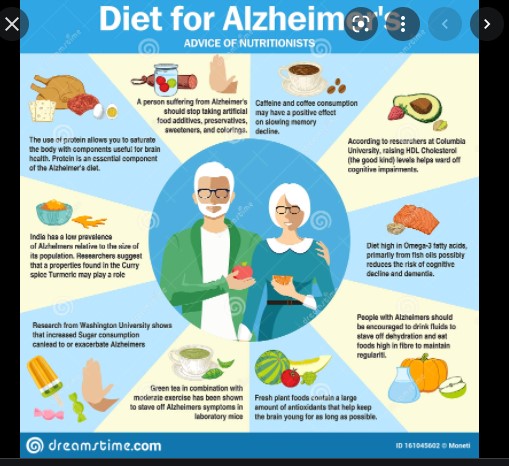 Diet for Alzheimer's
ADVICE OF NUTRITIONISTS
The use of protein allows you to saturate
the body with components useful for brain
health. Protein is an essential component
of the Alzheimer's diet.
A person suffering from Alzheimer's
should stop taking artificial
food additives, preservatives,
sweeteners, and colorings.
Caffeine and coffee consumption
may have a positive effect
on slowing memory
decline.
According to researchers at Columbia
University, raising HDL Cholesterol
(the good kind) levels helps ward off
cognitive impairments.
India has a low prevalence
of Alzheimers relative to the size of
its population. Researchers suggest
that a properties found in the Curry
spice Turmeric may play a role
Diet high in Omega-3 fatty acids,
primarily from fish oils possibly
reduces the risk of cognitive
decline and dementia.
Research from Washington University shows
that increased Sugar consumption
canlead to or exacerbate Alzheimers
People with Alzheimers should
be encouraged to drink fluids to
stave off dehydration and eat
foods high in fibre to maintain
regulariti.
Green tea in combination with
moderate exercise has been shown
to stave off Alzheimers symptoms in
laboratory mice
Fresh plant foods contain a large
amount of antioxidants that help keep
the brain young for as long as possible.
dreamstime.com
ID 161045602 © Moneti